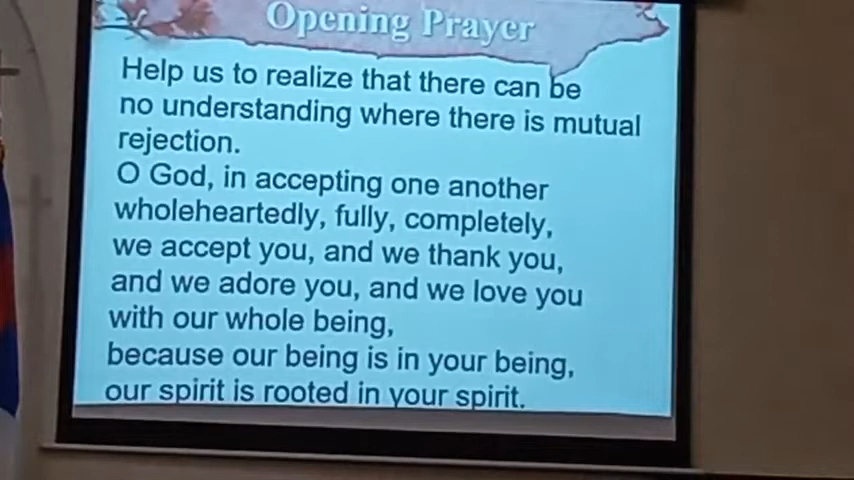 Opening Prayer
Help us to realize that there can be
no understanding where there is mutual
rejection.
O God, in accepting one another
wholeheartedly, fully, completely,
we accept you, and we thank you,
and we adore you, and we love you
with our whole being,
because our being is in your being,
our spirit is rooted in your spirit.